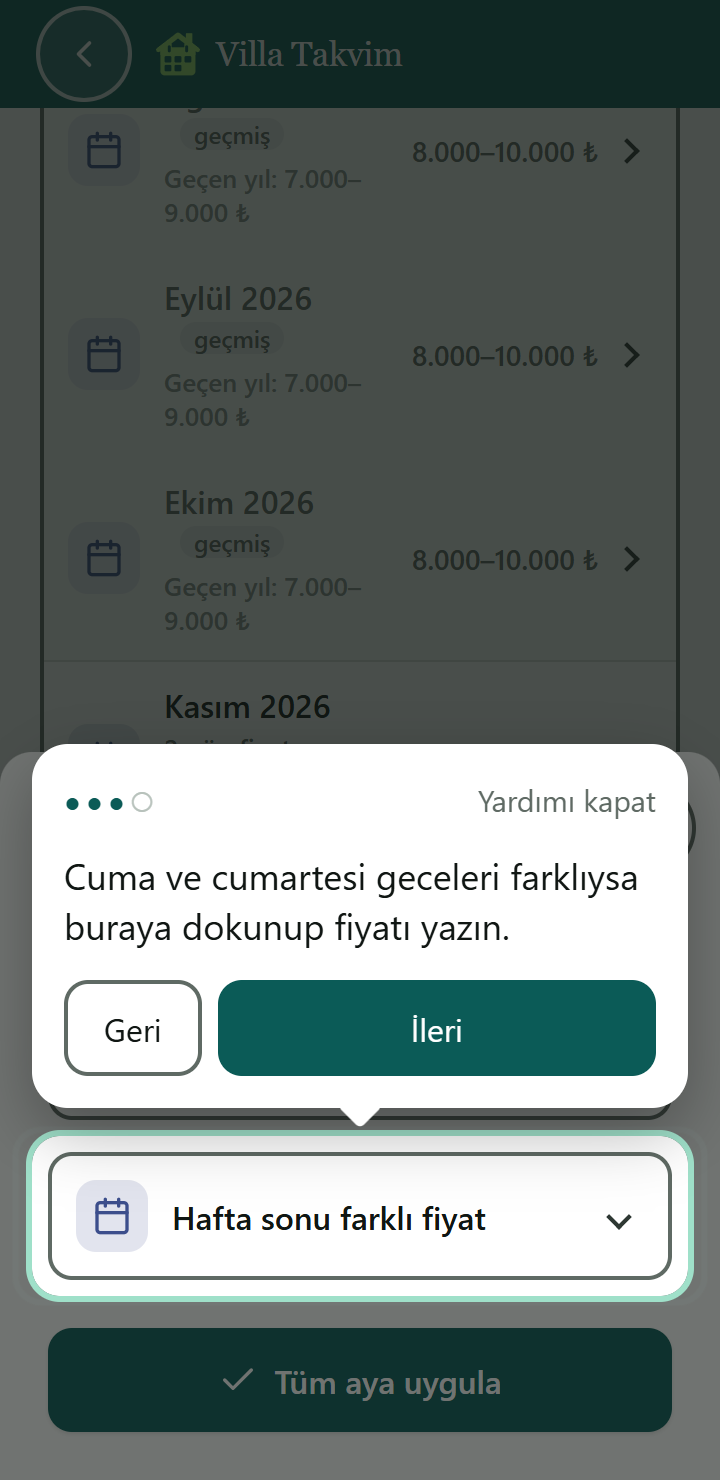 Villa Takvim
geçmiş
8.000–10.000 ₺
Geçen yıl: 7.000–
9.000 ₺
Eylül 2026
geçmiş
8.000–10.000 ₺
Geçen yıl: 7.000–
9.000 ₺
Ekim 2026
geçmiş
8.000–10.000 ₺
Geçen yıl: 7.000–
9.000 ₺
Kasım 2026
Yardımı kapat
Cuma ve cumartesi geceleri farklıysa
buraya dokunup fiyatı yazın.
Geri
İleri
Hafta sonu farklı fiyat
Tüm aya uygula